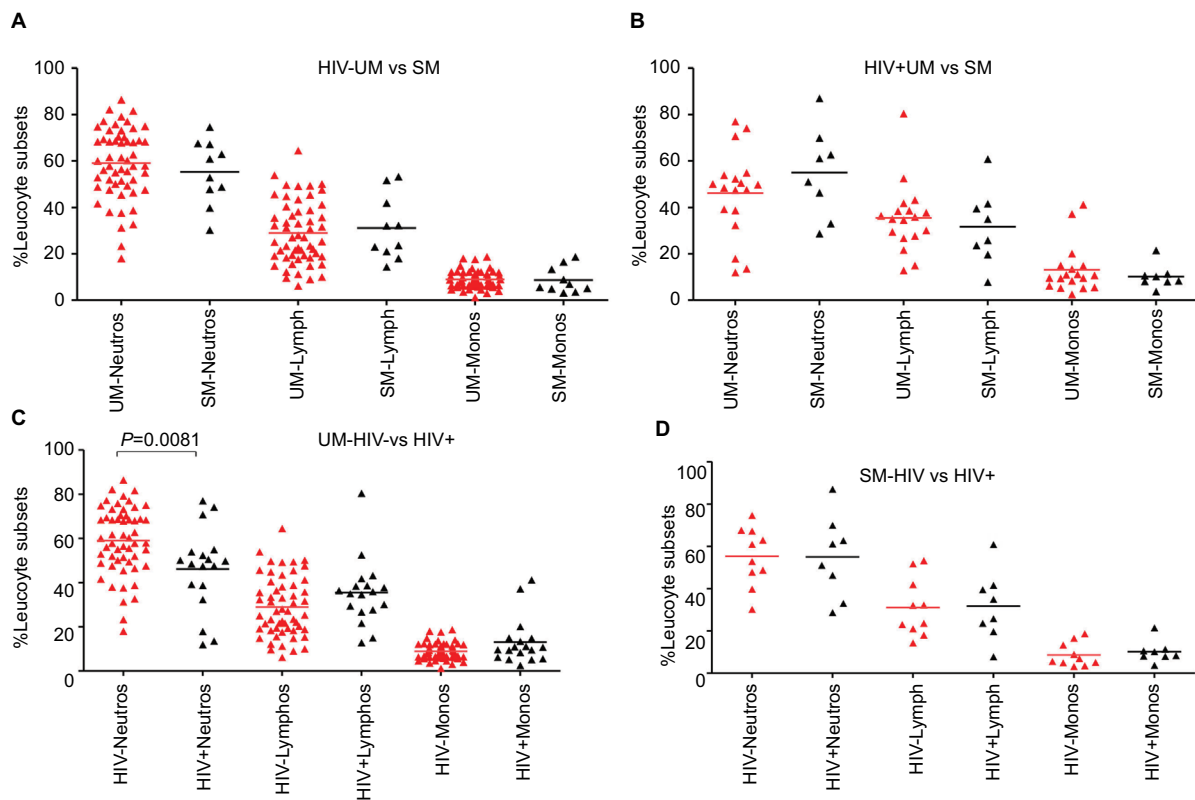 A
HIV-UM vs SM
%Leucoyte subsets
100
80
60
40
20
0
UM-Neutros
SM-Neutros
UM-Lymph
SM-Lymph
UM-Monos
SM-Monos
B
HIV+UM vs SM
%Leucoyte subsets
100
80
60
40
20
0
UM-Neutros
SM-Neutros
UM-Lymph
SM-Lymph
UM-Monos
SM-Monos
C
P=0.0081
UM-HIV-vs HIV+
%Leucoyte subsets
100
80
60
40
20
0
HIV-Neutros
HIV+Neutros
HIV-Lymphos
HIV+Lymphos
HIV-Monos
HIV+Monos
D
SM-HIV vs HIV+
%Leucoyte subsets
100
80
60
40
20
0
HIV-Neutros
HIV+Neutros
HIV-Lymph
HIV+Lymph
HIV-Monos
HIV+Monos